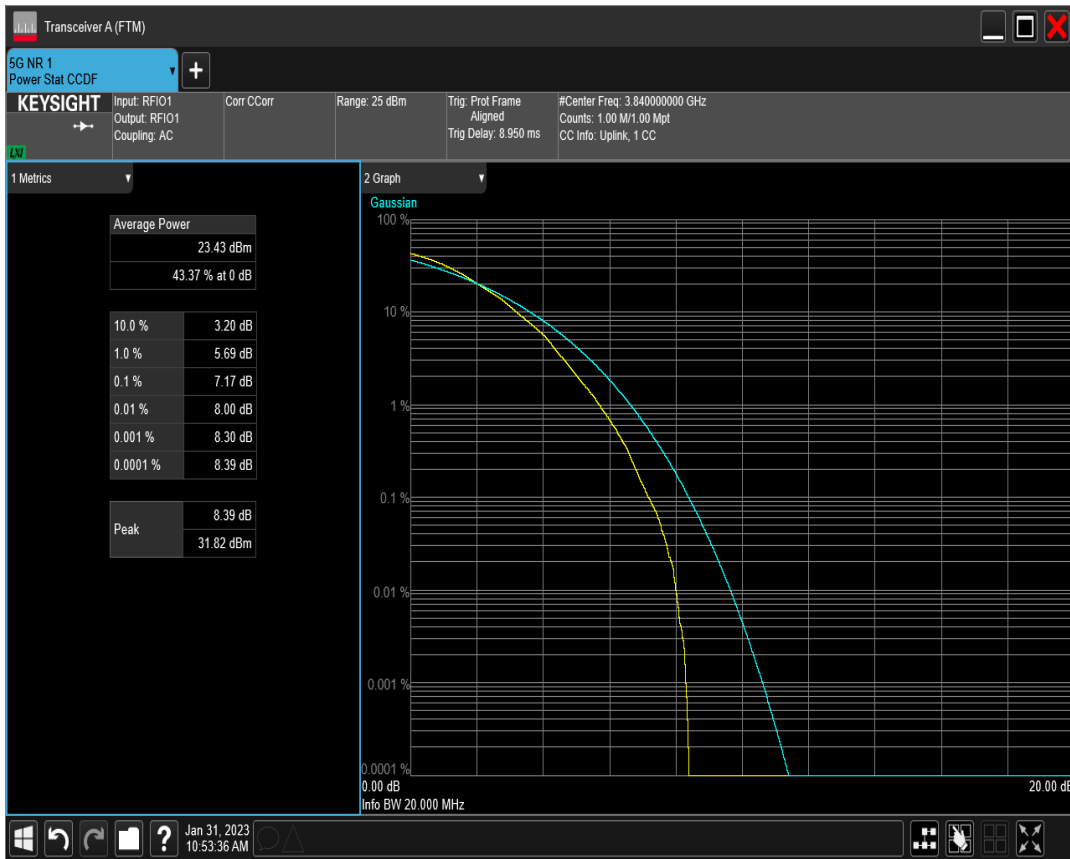 Transceiver A (FTM)
5G NR 1
Power Stat CCDF
+
KEYSIGHT
LXI
Input: RFIO1
Output: RFIO1
Coupling: AC
Corr CCorr
Range: 25 dBm
Trig: Prot Frame
Aligned
Trig Delay: 8.950 ms
#Center Freq: 3.840000000 GHz
Counts: 1.00 M/1.00 Mpt
CC Info: Uplink, 1 CC
1 Metrics
Average Power
23.43 dBm
43.37 % at 0 dB
10.0 % 3.20 dB
1.0 % 5.69 dB
0.1 % 7.17 dB
0.01 % 8.00 dB
0.001 % 8.30 dB
0.0001 % 8.39 dB
Peak
8.39 dB
31.82 dBm
2 Graph
Gaussian
100 %
10 %
1 %
0.1 %
0.01 %
0.001 %
0.0001 %
0.00 dB 20.00 dB
Info BW 20.000 MHz
?
Jan 31, 2023
10:53:36 AM